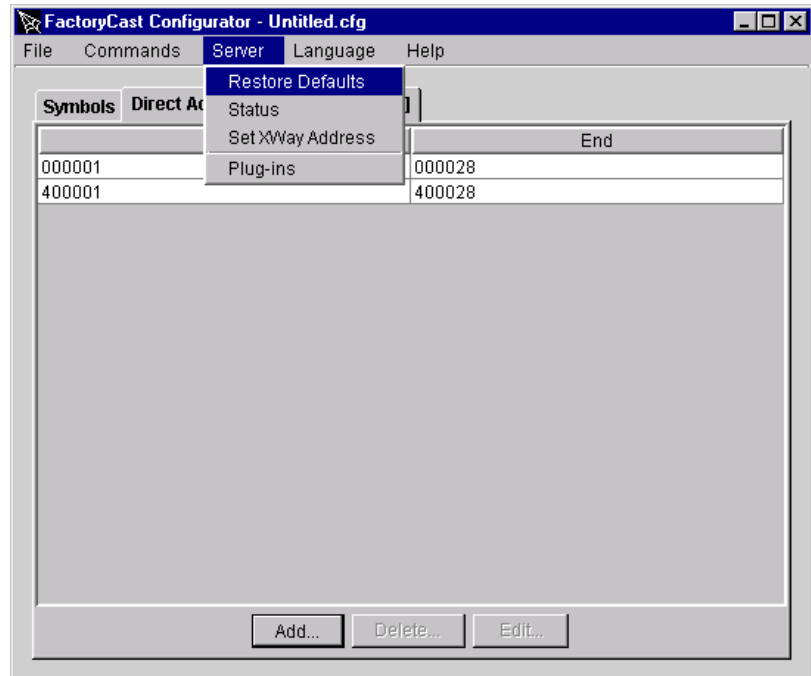 FactoryCast Configurator - Untitled.cfg
File Commands Server Language Help
Restore Defaults
Symbols Direct Ad ]
Status
Set XWay Address
End
Plug-ins
000001 000028
400001 400028
Add... Delete... Edit...